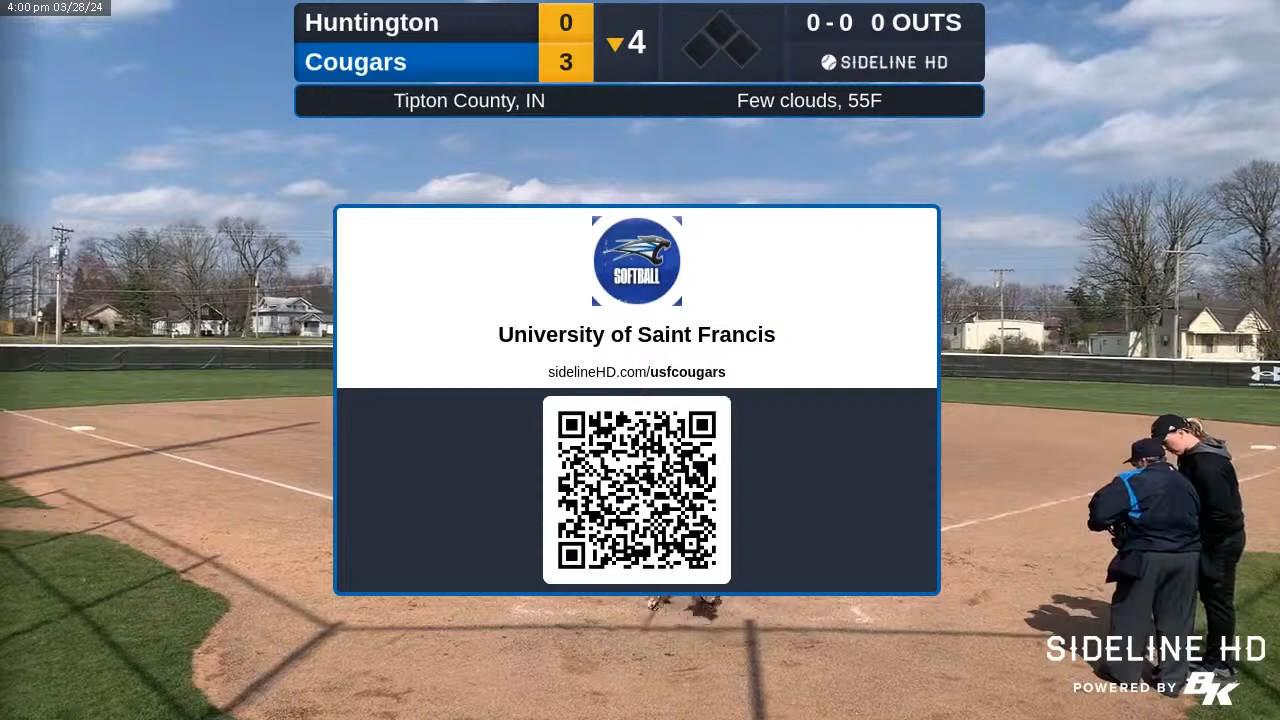 4:00 pm 03/28/24
Huntington 0
Cougars 3
4
0 - 0 0 OUTS
SIDELINE HD
Tipton County, IN Few clouds, 55F
SOFTBALL
University of Saint Francis
sidelineHD.com/usfcougars
SIDELINE HD
POWERED BY BK